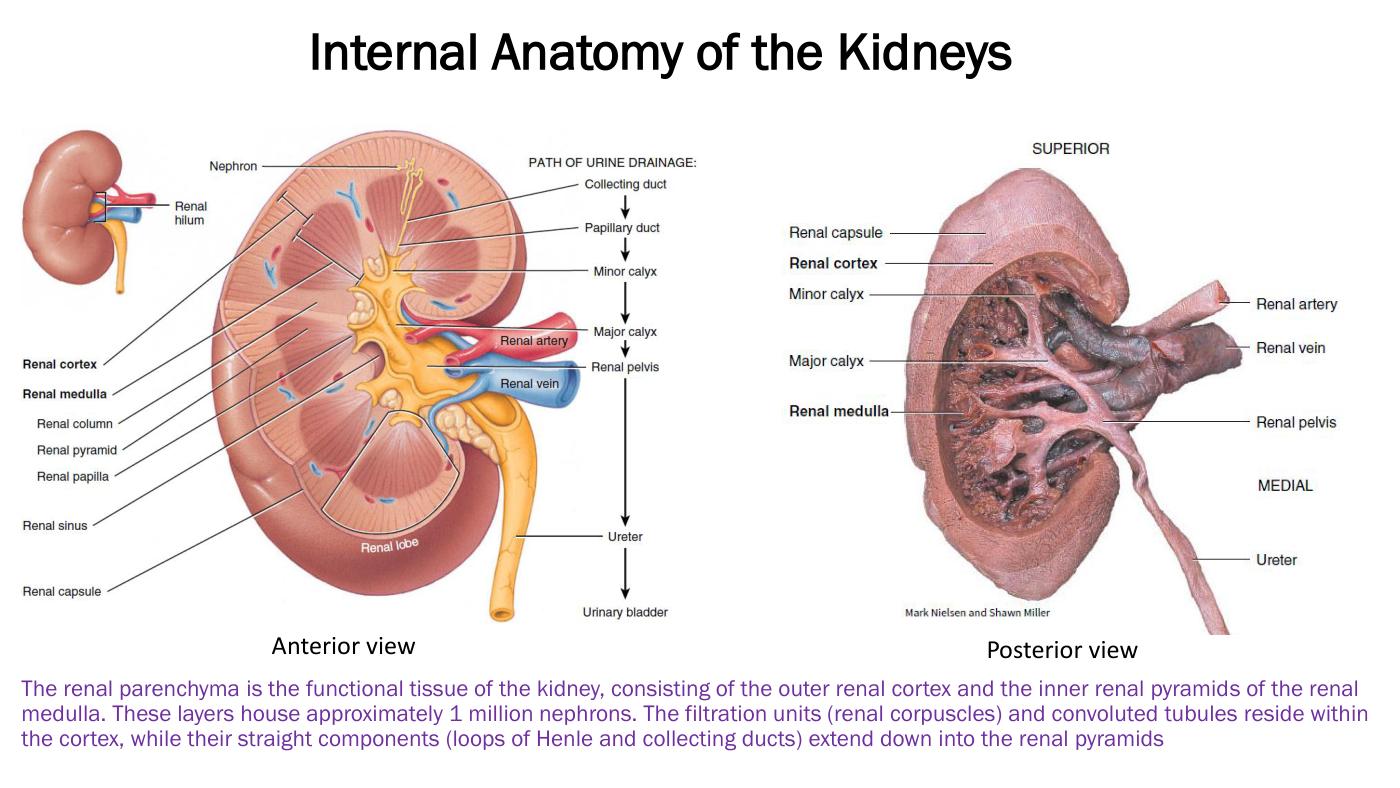 Internal Anatomy of the Kidneys
Renal
hilum
Nephron
Renal cortex
Renal medulla
Renal column
Renal pyramid
Renal papilla
Renal sinus
Renal capsule
Renal lobe
Renal artery
Renal vein
PATH OF URINE DRAINAGE:
Collecting duct
Papillary duct
Minor calyx
Major calyx
Renal pelvis
Ureter
Urinary bladder
Anterior view
SUPERIOR
Renal capsule
Renal cortex
Minor calyx
Major calyx
Renal medulla
Renal artery
Renal vein
Renal pelvis
MEDIAL
Ureter
Mark Nielsen and Shawn Miller
Posterior view
The renal parenchyma is the functional tissue of the kidney, consisting of the outer renal cortex and the inner renal pyramids of the renal
medulla. These layers house approximately 1 million nephrons. The filtration units (renal corpuscles) and convoluted tubules reside within
the cortex, while their straight components (loops of Henle and collecting ducts) extend down into the renal pyramids